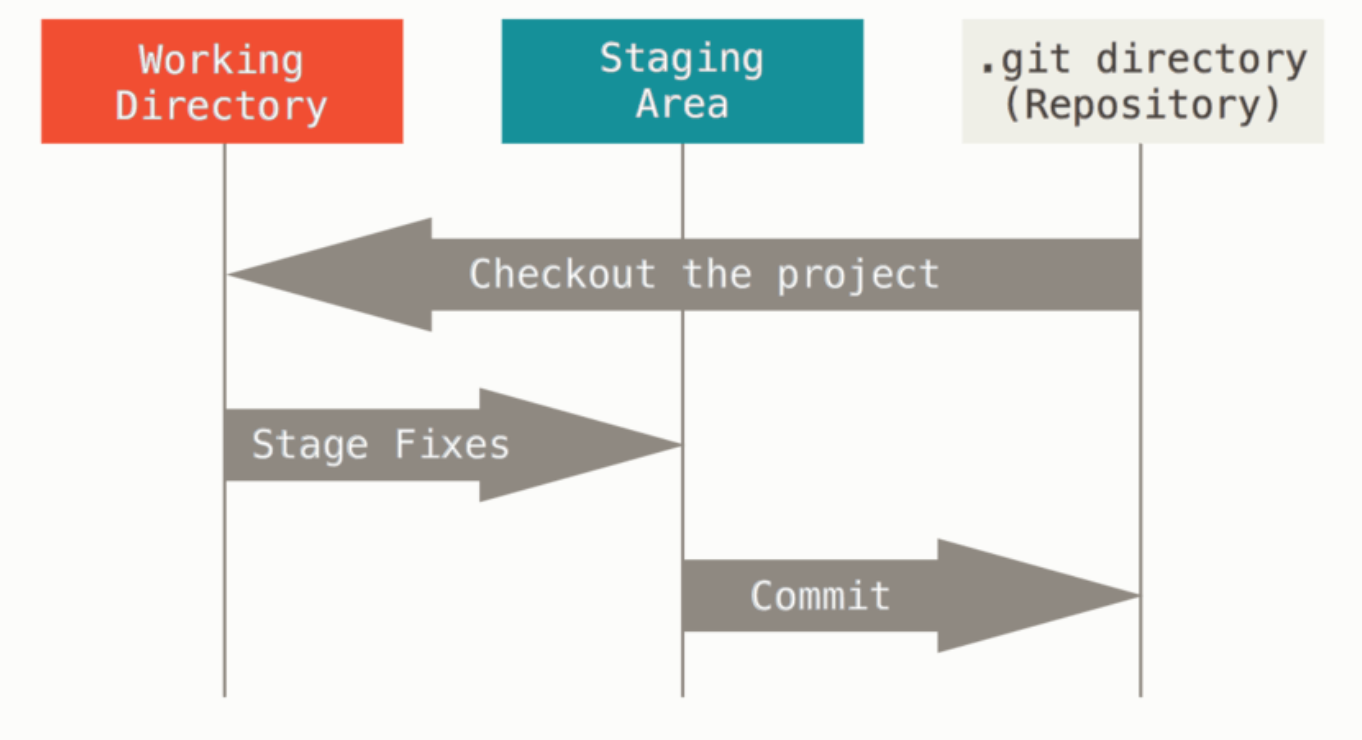 Working
Directory
Staging
Area
.git directory
(Repository)
Checkout the project
Stage Fixes
Commit